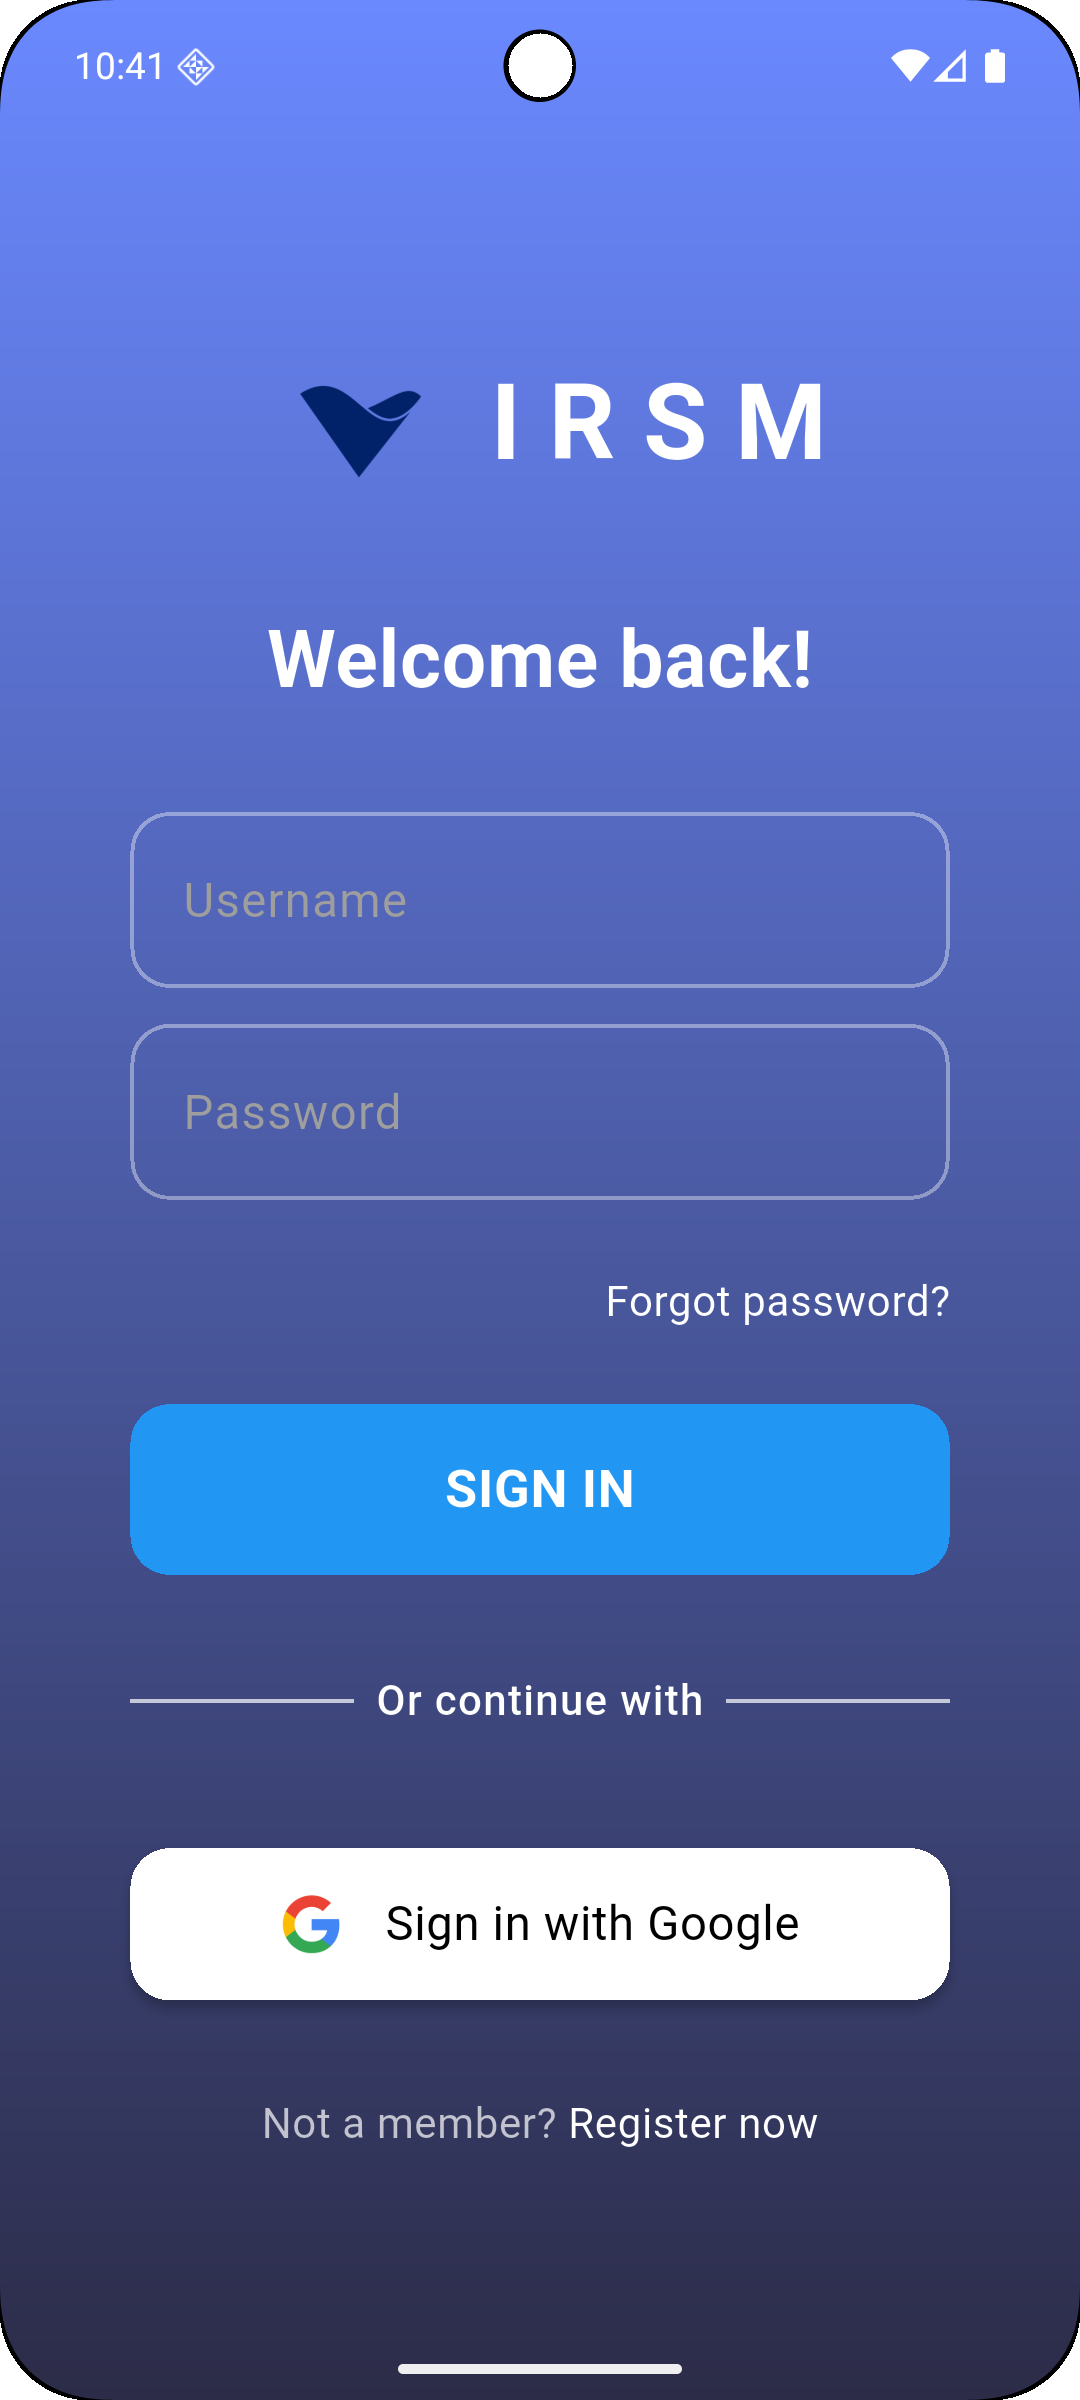 10:41
I R S M
Welcome back!
Username
Password
Forgot password?
SIGN IN
Or continue with
Sign in with Google
Not a member? Register now